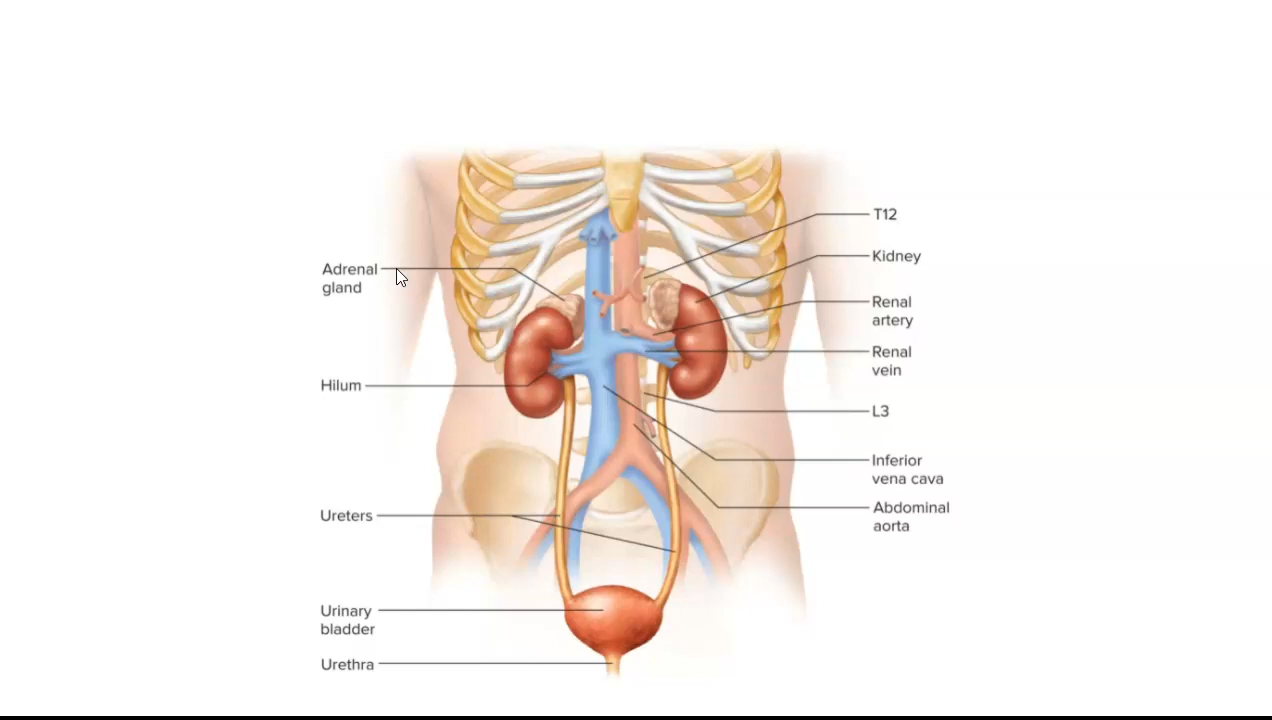 Adrenal
gland
Hilum
Ureters
Urinary
bladder
Urethra
T12
Kidney
Renal
artery
Renal
vein
L3
Inferior
vena cava
Abdominal
aorta